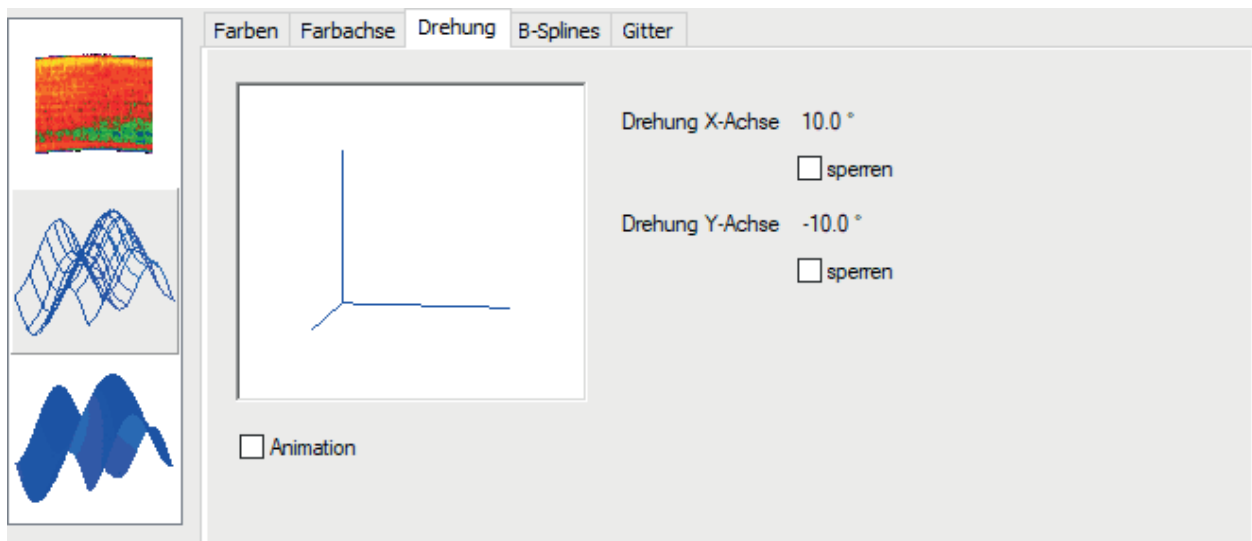 Farben Farbachse Drehung B-Splines Gitter
Drehung X-Achse 10.0 °
sperren
Drehung Y-Achse -10.0 °
sperren
Animation